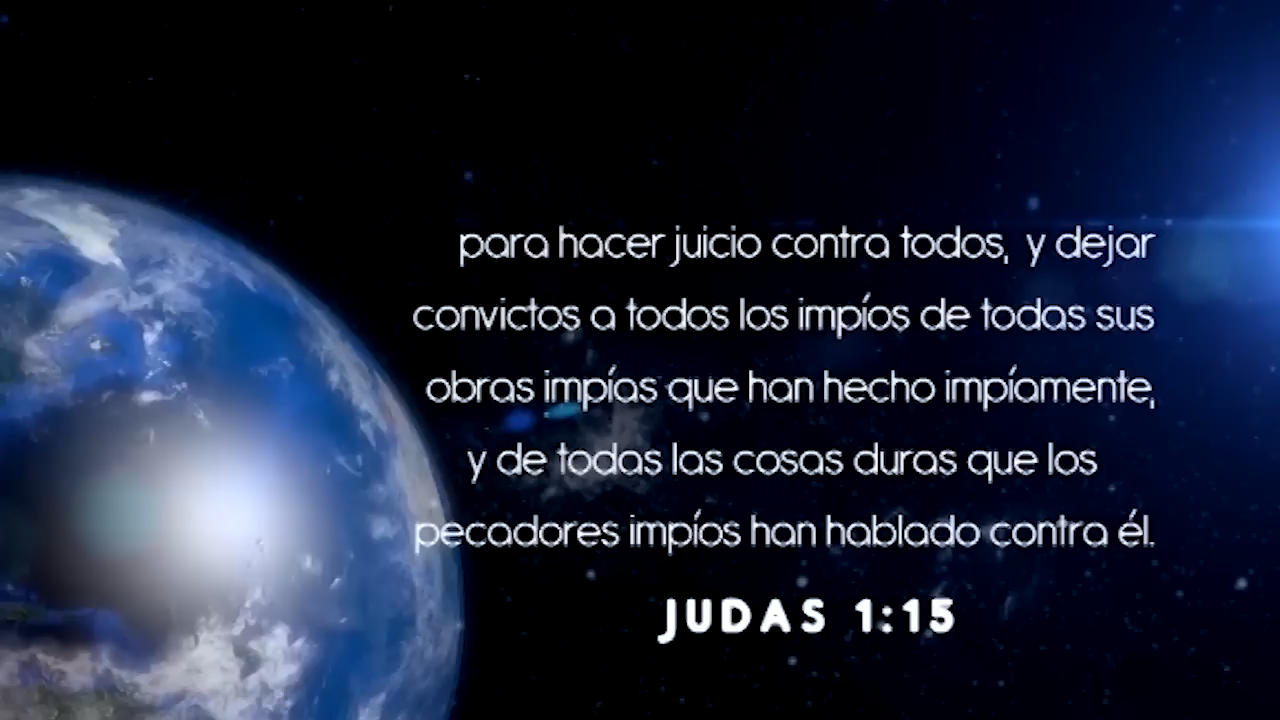 para hacer juicio contra todos, y dejar
convictos a todos los impíos de todas sus
obras impías que han hecho impíamente,
y de todas las cosas duras que los
pecadores impíos han hablado contra él.
JUDAS 1:15